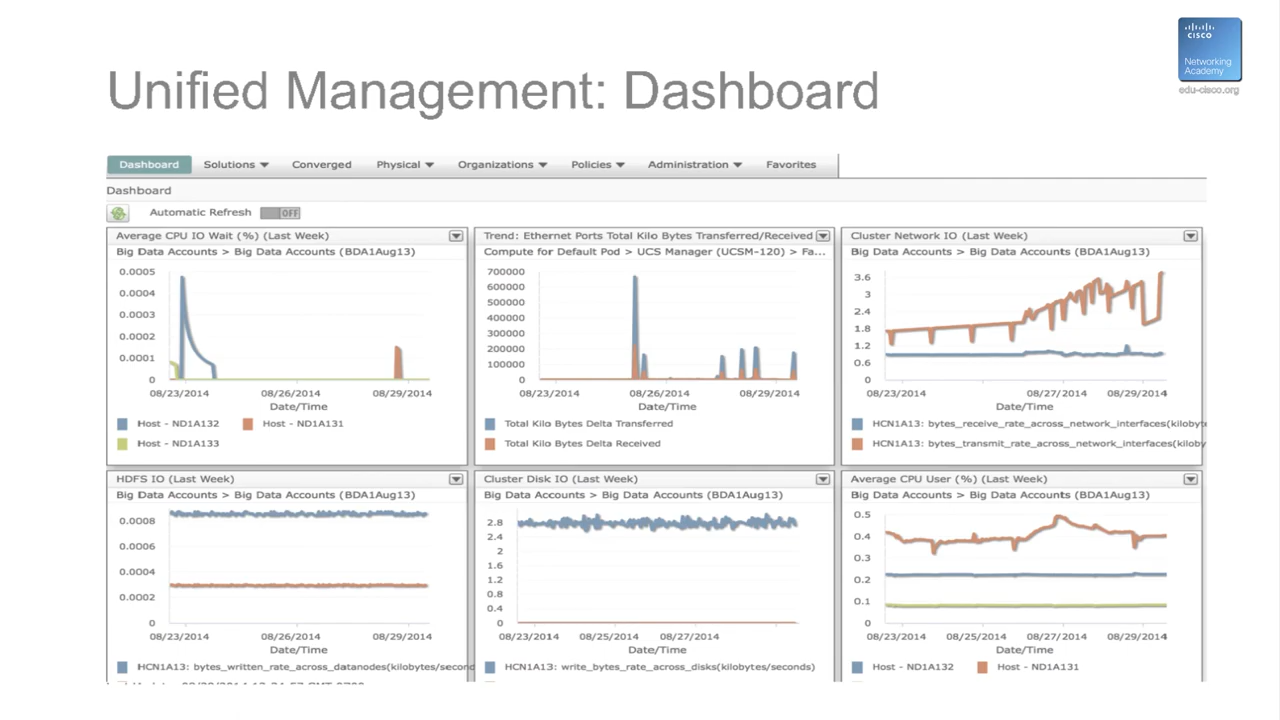 cisco
Networking
Academy
edu-cisco.org
Unified Management: Dashboard
Dashboard Solutions Converged Physical Organizations Policies Administration Favorites
Dashboard
Automatic Refresh OFF
Average CPU IO Wait (%) (Last Week)
Big Data Accounts > Big Data Accounts (BDA1Aug13)
0.0005
0.0004
0.0003
0.0002
0.0001
0
08/23/2014 08/26/2014 08/29/2014
Date/Time
Host - ND1A132 Host - ND1A131
Host - ND1A133
Trend: Ethernet Ports Total Kilo Bytes Transferred/Received
Compute for Default Pod > UCS Manager (UCSM-120) > Fa...
700000
600000
500000
400000
300000
200000
100000
0
08/23/2014 08/26/2014 08/29/2014
Date/Time
Total Kilo Bytes Delta Transferred
Total Kilo Bytes Delta Received
Cluster Network IO (Last Week)
Big Data Accounts > Big Data Accounts (BDA1Aug13)
3.6
3
2.4
1.8
1.2
0.6
0
08/23/2014 08/27/2014 08/29/2014
Date/Time
HCN1A13: bytes_receive_rate_across_network_interfaces(kilobyt
HCN1A13: bytes_transmit_rate_across_network_interfaces(kiloby
HDFS IO (Last Week)
Big Data Accounts > Big Data Accounts (BDA1Aug13)
0.0008
0.0006
0.0004
0.0002
0
08/23/2014 08/26/2014 08/29/2014
Date/Time
HCN1A13: bytes_written_rate_across_datanodes(kilobytes/second
Cluster Disk IO (Last Week)
Big Data Accounts > Big Data Accounts (BDA1Aug13)
2.8
2.4
2
1.6
1.2
0.8
0.4
0
08/23/2014 08/25/2014 08/27/2014
Date/Time
HCN1A13: write_bytes_rate_across_disks(kilobytes/seconds)
Average CPU User (%) (Last Week)
Big Data Accounts > Big Data Accounts (BDA1Aug13)
0.5
0.4
0.3
0.2
0.1
0
08/23/2014 08/25/2014 08/27/2014 08/29/2014
Date/Time
Host - ND1A132 Host - ND1A131